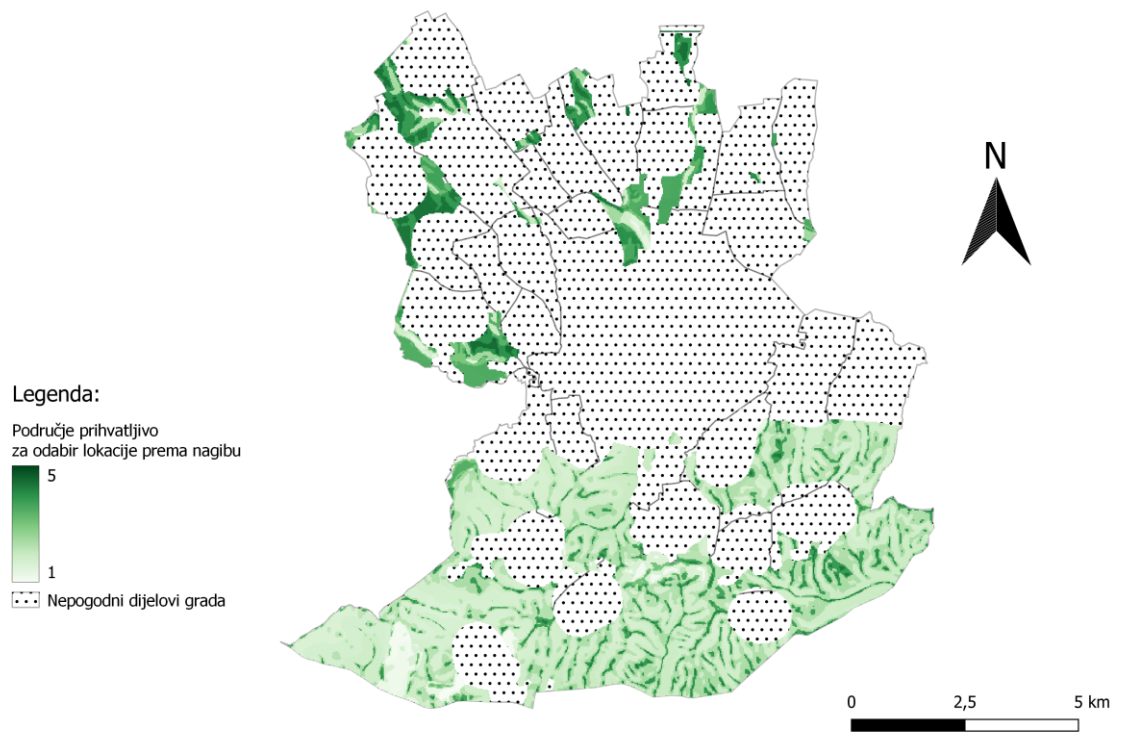 N
Legenda:
Područje prihvatljivo
za odabir lokacije prema nagibu
5
1
Nepogodni dijelovi grada
0 2,5 5 km